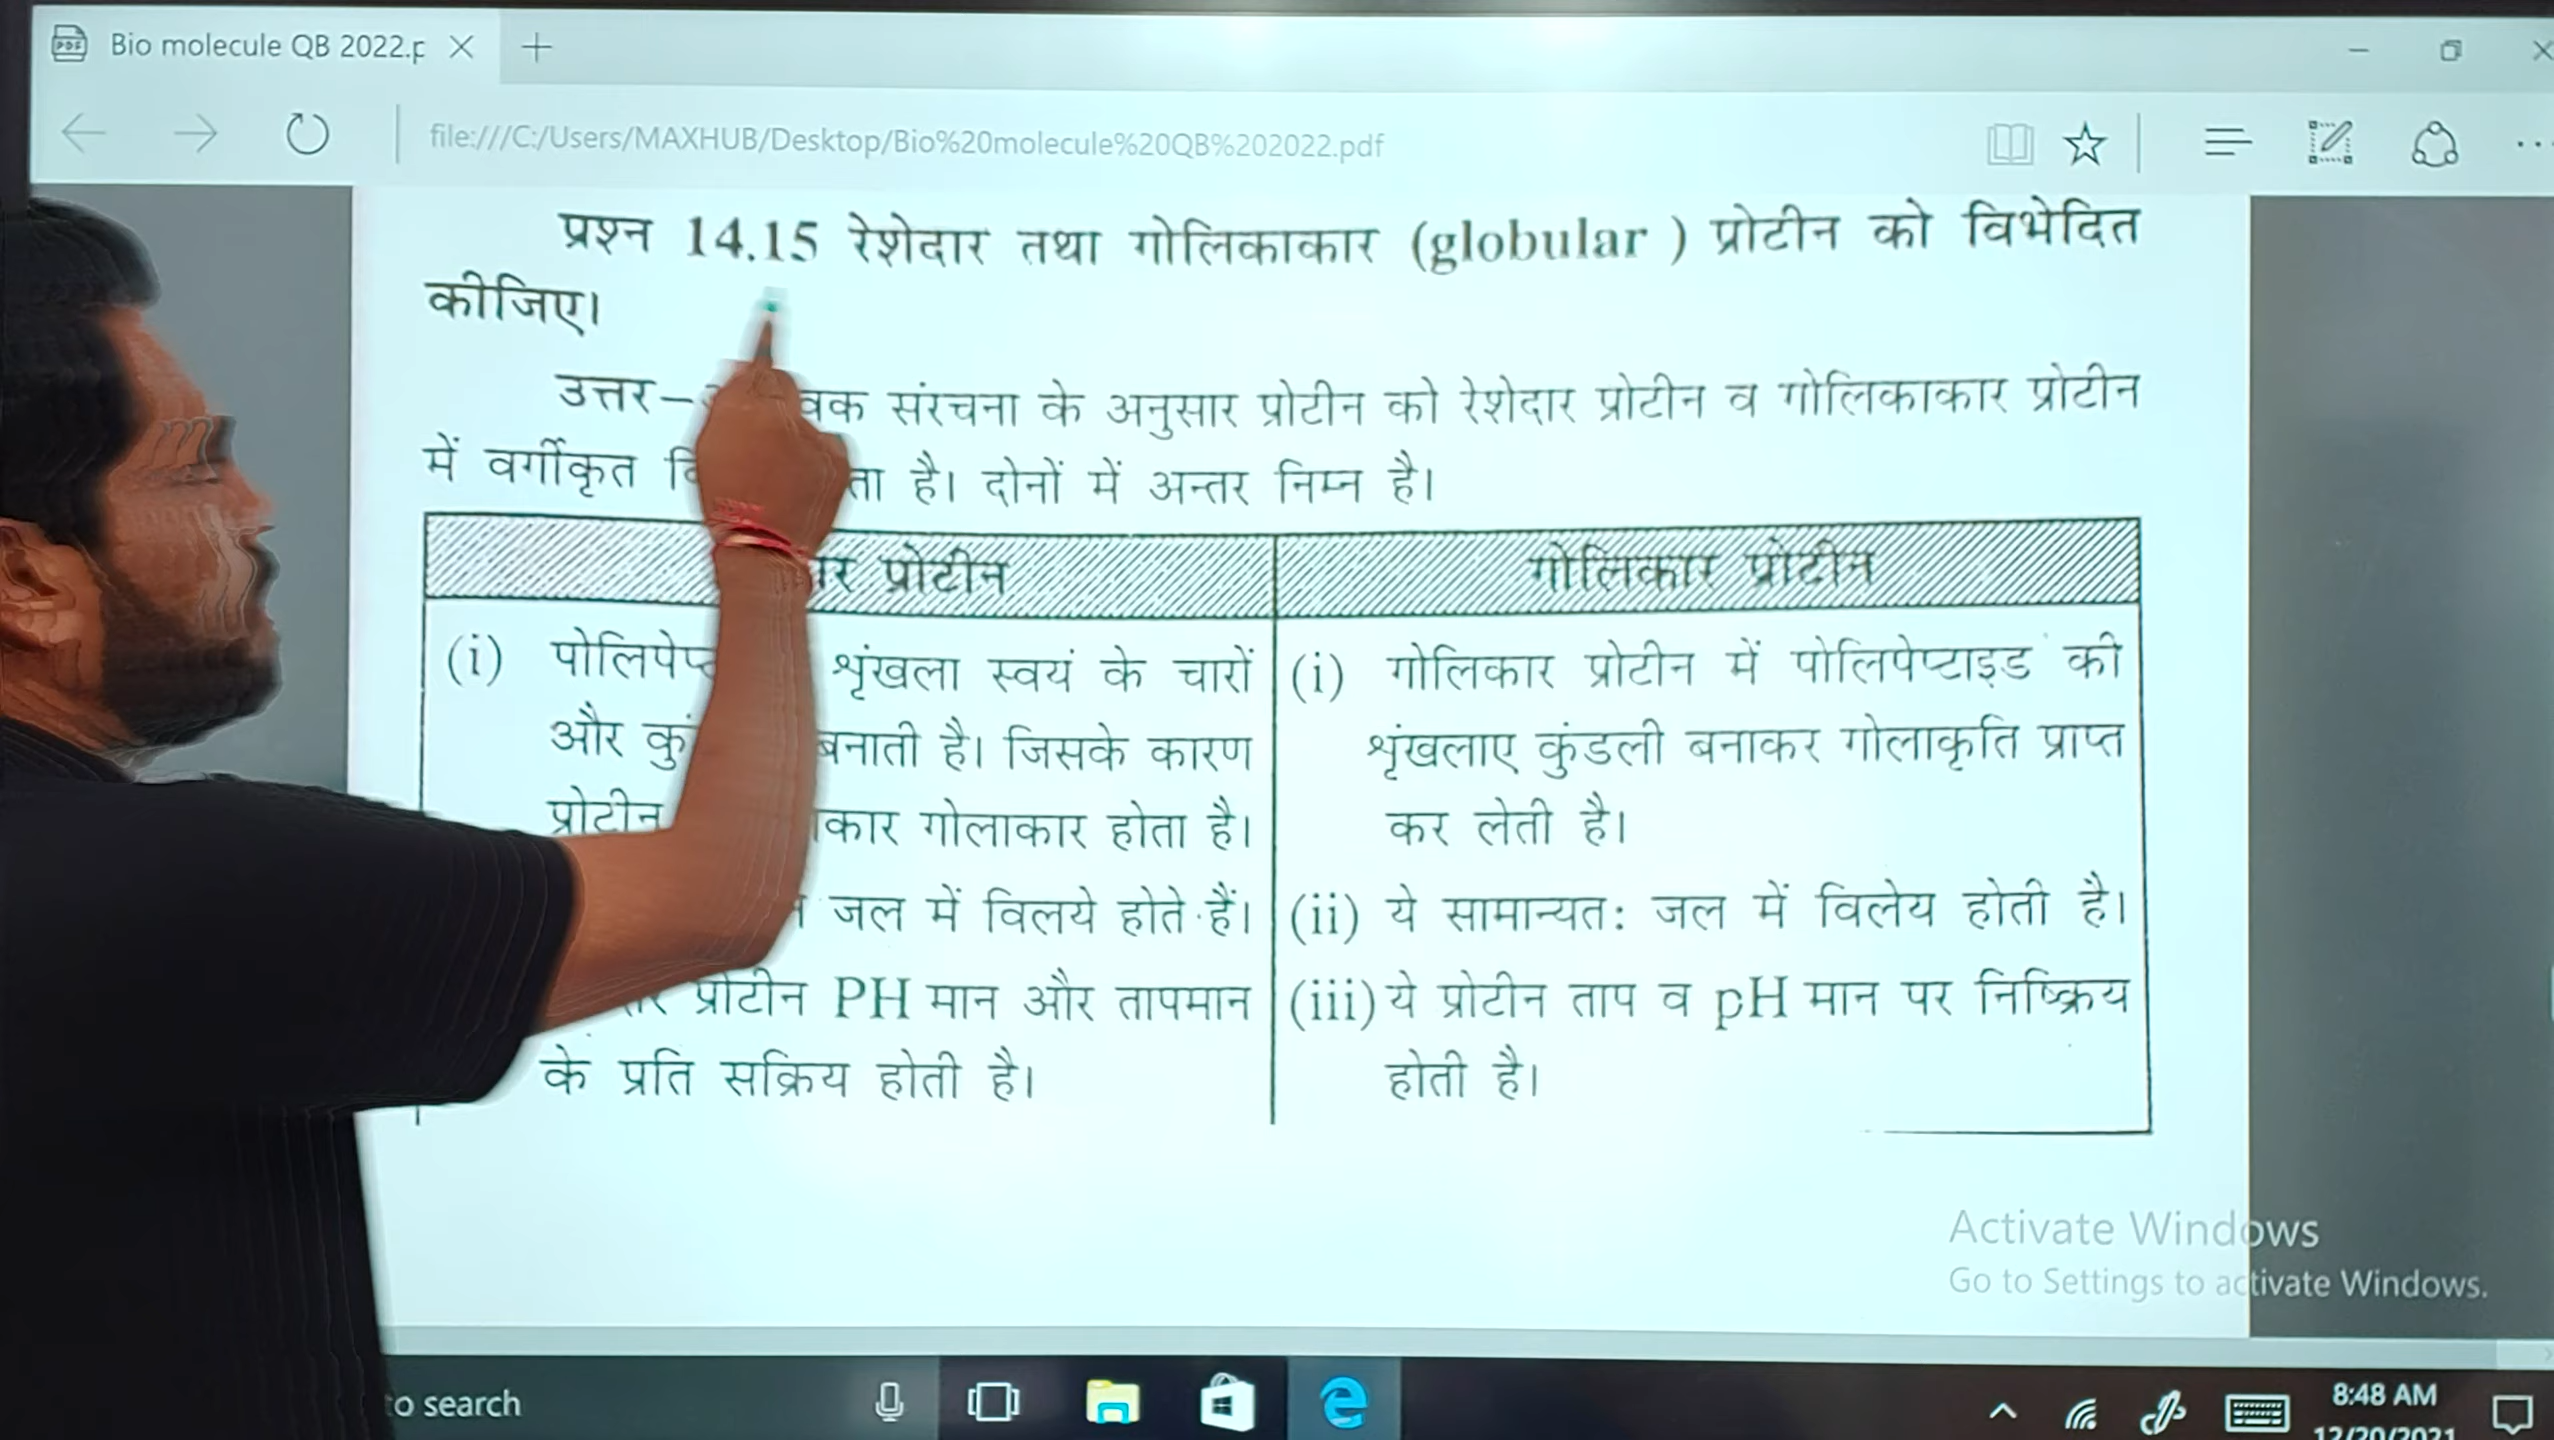 Bio molecule QB 2022.p
file:///C:/Users/MAXHUB/Desktop/Bio%20molecule%20QB%202022.pdf
प्रश्न 14.15 रेशेदार तथा गोलिकाकार (globular ) प्रोटीन को विभेदित
कीजिए।
उत्तर– संरचना के अनुसार प्रोटीन को रेशेदार प्रोटीन व गोलिकाकार प्रोटीन
में वर्गीकृत है। दोनों में अन्तर निम्न है।
प्रोटीन
गोलिकार प्रोटीन
(i) शृंखला स्वयं के चारों
और बनाती है। जिसके कारण
प्रोटीन गोलाकार होता है।
जल में विलये होते हैं।
प्रोटीन PH मान और तापमान
के प्रति सक्रिय होती है।
(i) गोलिकार प्रोटीन में पोलिपेप्टाइड की
शृंखलाए कुंडली बनाकर गोलाकृति प्राप्त
कर लेती है।
(ii) ये सामान्यत: जल में विलेय होती है।
(iii) ये प्रोटीन ताप व pH मान पर निष्क्रिय
होती है।
Activate Windows
Go to Settings to activate Windows.
to search
8:48 AM
12/20/2021